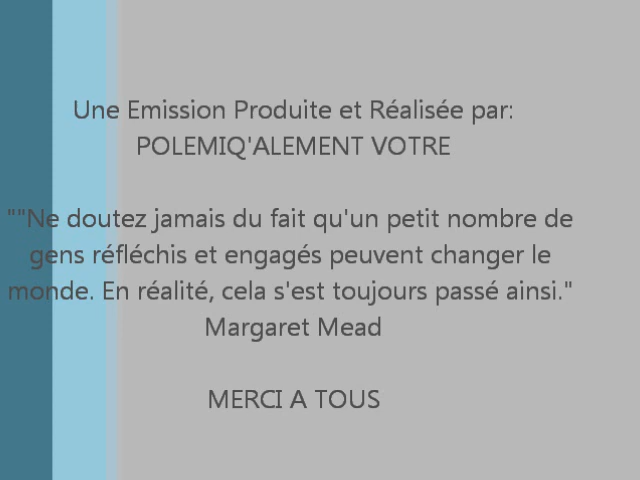 Une Emission Produite et Réalisée par:
POLEMIQ'ALEMENT VOTRE
""Ne doutez jamais du fait qu'un petit nombre de
gens réfléchis et engagés peuvent changer le
monde. En réalité, cela s'est toujours passé ainsi."
Margaret Mead
MERCI A TOUS